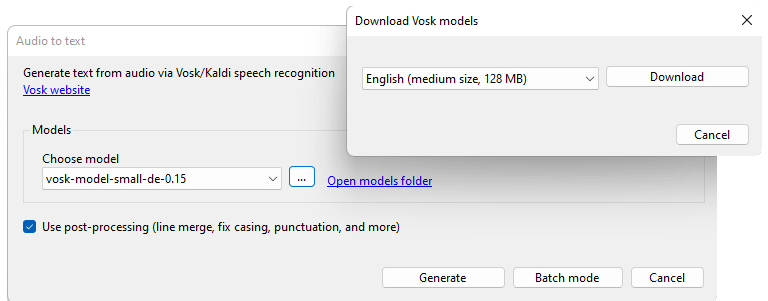 Audio to text
Generate text from audio via Vosk/Kaldi speech recognition
Vosk website
Models
Choose model
vosk-model-small-de-0.15
...
Open models folder
Use post-processing (line merge, fix casing, punctuation, and more)
Generate
Batch mode
Cancel
Download Vosk models
English (medium size, 128 MB)
Download
Cancel